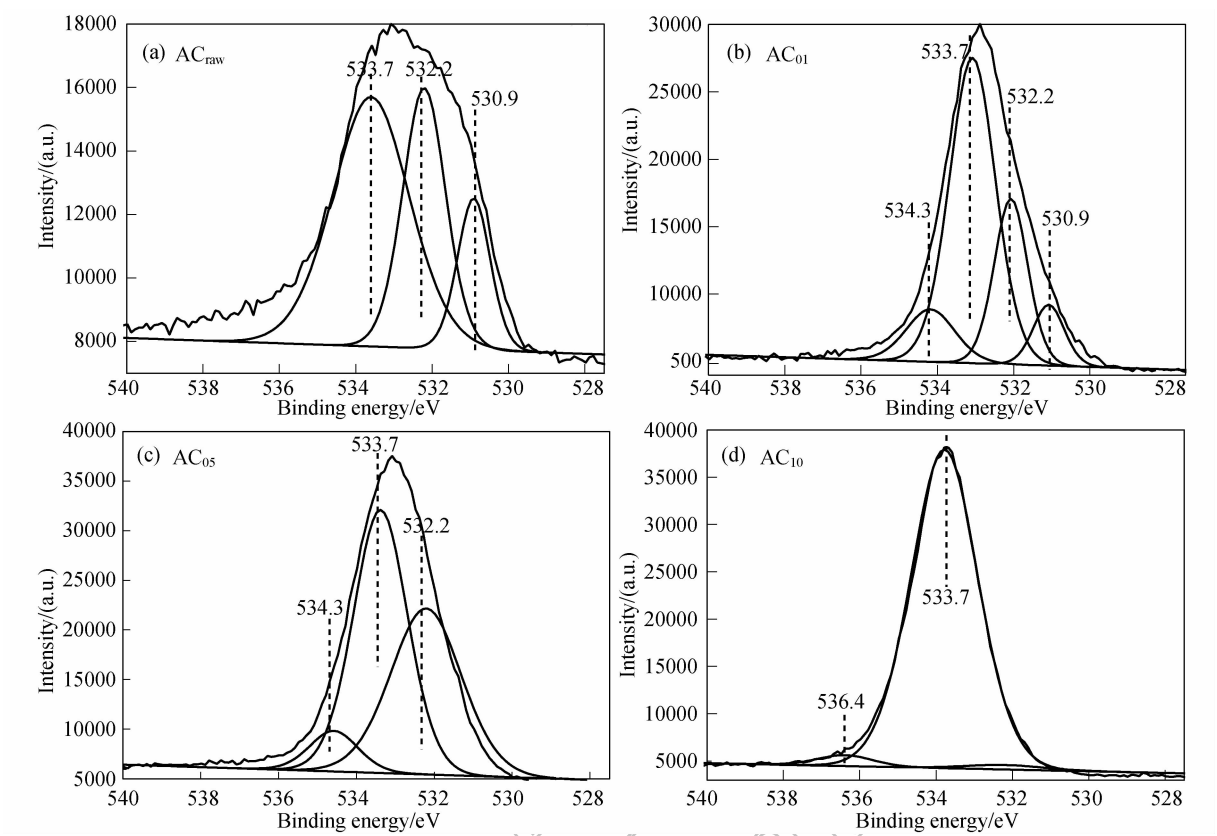 18000
16000
14000
12000
10000
8000
Intensity/(a.u.)
(a) ACraw
533.7
532.2
530.9
540 538 536 534 532 530 528
Binding energy/eV
30000
25000
20000
15000
10000
500
Intensity/(a.u.)
(b) AC01
533.7
532.2
534.3
530.9
540 538 536 534 532 530 528
Binding energy/eV
40000
35000
30000
25000
20000
15000
10000
5000
Intensity/(a.u.)
(c) AC05
533.7
532.2
534.3
540 538 536 534 532 530 528
Binding energy/eV
40000
35000
30000
25000
20000
15000
10000
5000
Intensity/(a.u.)
(d) AC10
533.7
536.4
540 538 536 534 532 530 528
Binding energy/eV